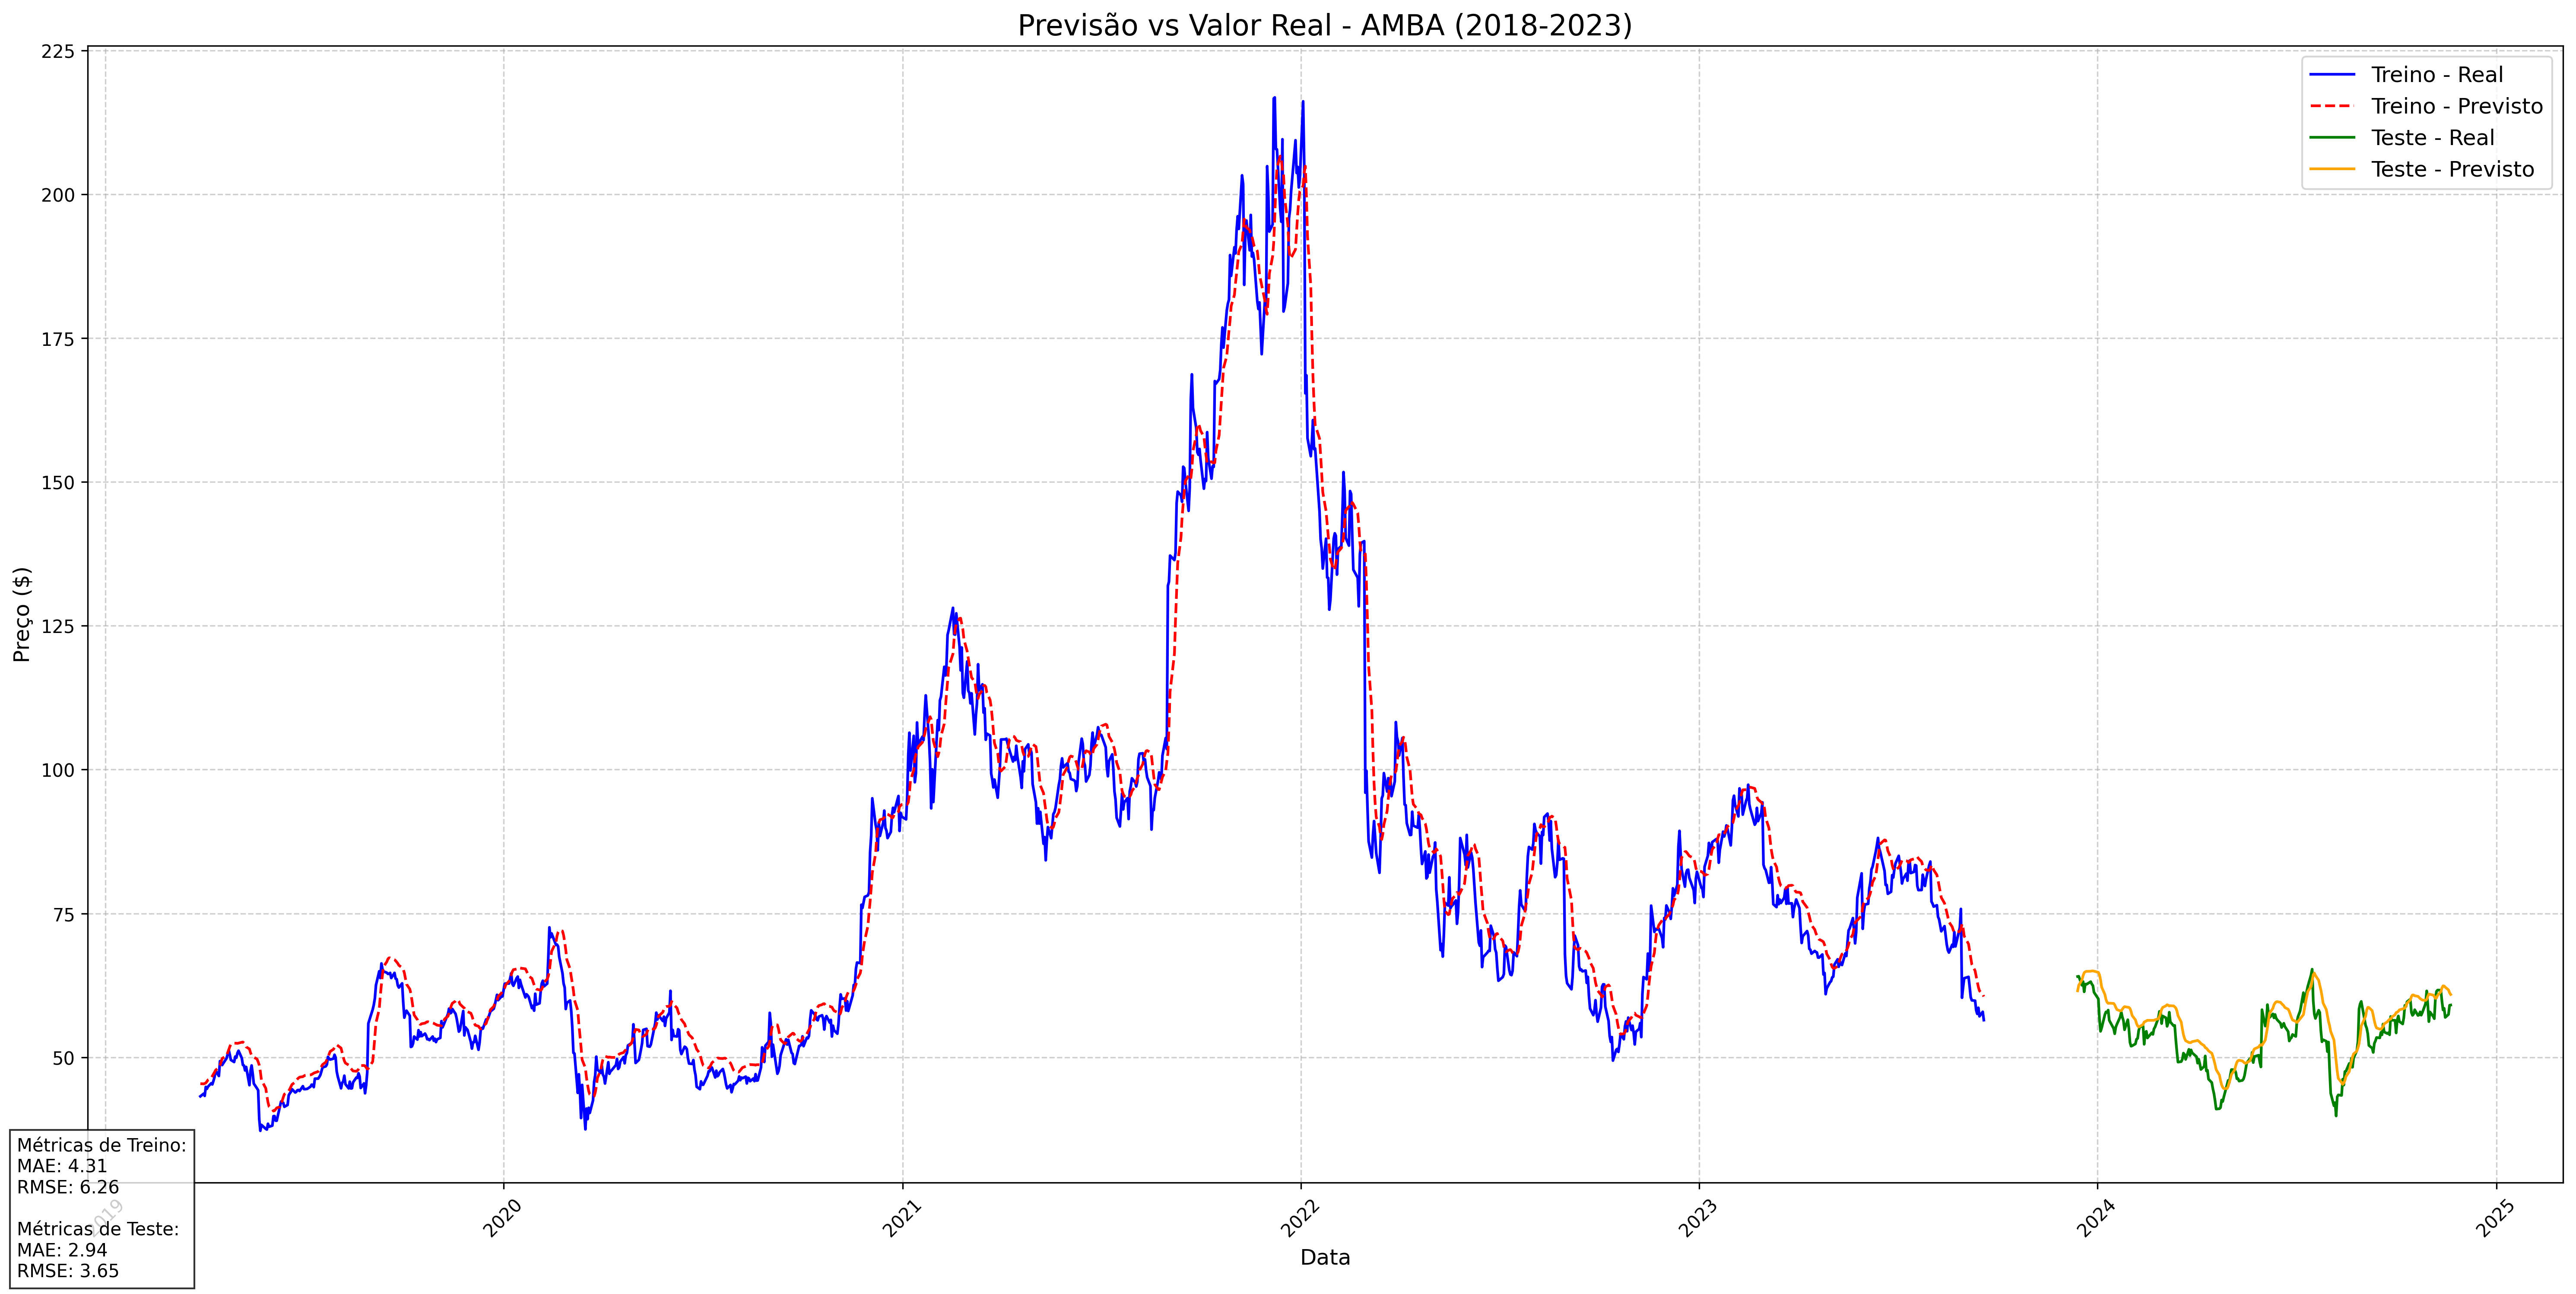 Previsão vs Valor Real - AMBA (2018-2023)
Treino - Real
Treino - Previsto
Teste - Real
Teste - Previsto
225
200
175
150
125
100
75
50
Preço ($)
2019
2020
2021
2022
2023
2024
2025
Data
Métricas de Treino:
MAE: 4.31
RMSE: 6.26
Métricas de Teste:
MAE: 2.94
RMSE: 3.65